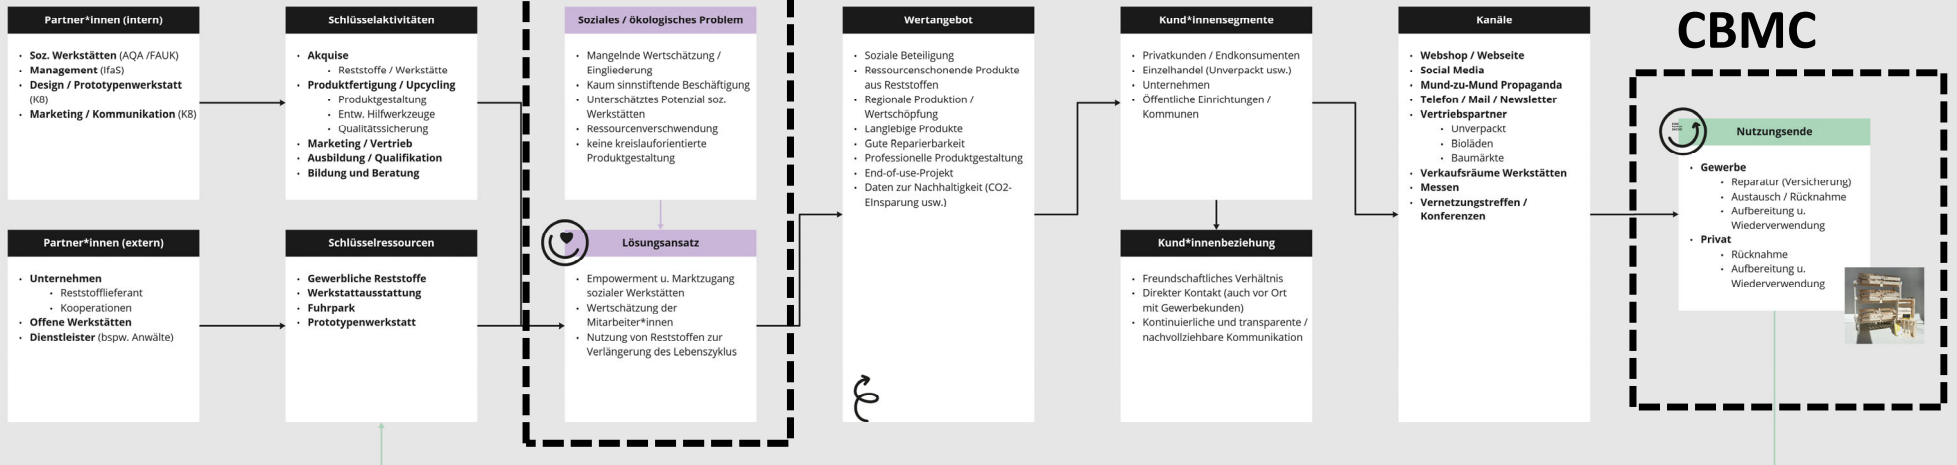 CBMC
Partner*innen (intern)
• Soz. Werkstätten (AQA /FAUK)
• Management (IfaS)
• Design / Prototypenwerkstatt
(K8)
• Marketing / Kommunikation (K8)
Partner*innen (extern)
• Unternehmen
• Reststofflieferant
• Kooperationen
• Offene Werkstätten
• Dienstleister (bspw. Anwälte)
Schlüsselaktivitäten
• Akquise
• Reststoffe / Werkstätte
• Produktfertigung / Upcycling
• Produktgestaltung
• Entw. Hilfwerkzeuge
• Qualitätssicherung
• Marketing / Vertrieb
• Ausbildung / Qualifikation
• Bildung und Beratung
Schlüsselressourcen
• Gewerbliche Reststoffe
• Werkstattausstattung
• Fuhrpark
• Prototypenwerkstatt
Soziales / ökologisches Problem
• Mangelnde Wertschätzung /
Eingliederung
• Kaum sinnstiftende Beschäftigung
• Unterschätztes Potenzial soz.
Werkstätten
• Ressourcenverschwendung
• keine kreislauforientierte
Produktgestaltung
Lösungsansatz
• Empowerment u. Marktzugang
sozialer Werkstätten
• Wertschätzung der
Mitarbeiter*innen
• Nutzung von Reststoffen zur
Verlängerung des Lebenszyklus
Wertangebot
• Soziale Beteiligung
• Ressourcenschonende Produkte
aus Reststoffen
• Regionale Produktion /
Wertschöpfung
• Langlebige Produkte
• Gute Reparierbarkeit
• Professionelle Produktgestaltung
• End-of-use-Projekt
• Daten zur Nachhaltigkeit (CO2-
EInsparung usw.)
Kund*innensegmente
• Privatkunden / Endkonsumenten
• Einzelhandel (Unverpackt usw.)
• Unternehmen
• Öffentliche Einrichtungen /
Kommunen
Kund*innenbeziehung
• Freundschaftliches Verhältnis
• Direkter Kontakt (auch vor Ort
mit Gewerbekunden)
• Kontinuierliche und transparente /
nachvollziehbare Kommunikation
Kanäle
• Webshop / Webseite
• Social Media
• Mund-zu-Mund Propaganda
• Telefon / Mail / Newsletter
• Vertriebspartner
• Unverpackt
• Bioläden
• Baumärkte
• Verkaufsräume Werkstätten
• Messen
• Vernetzungstreffen /
Konferenzen
Nutzungsende
• Gewerbe
• Reparatur (Versicherung)
• Austausch / Rücknahme
• Aufbereitung u.
Wiederverwendung
• Privat
• Rücknahme
• Aufbereitung u.
Wiederverwendung